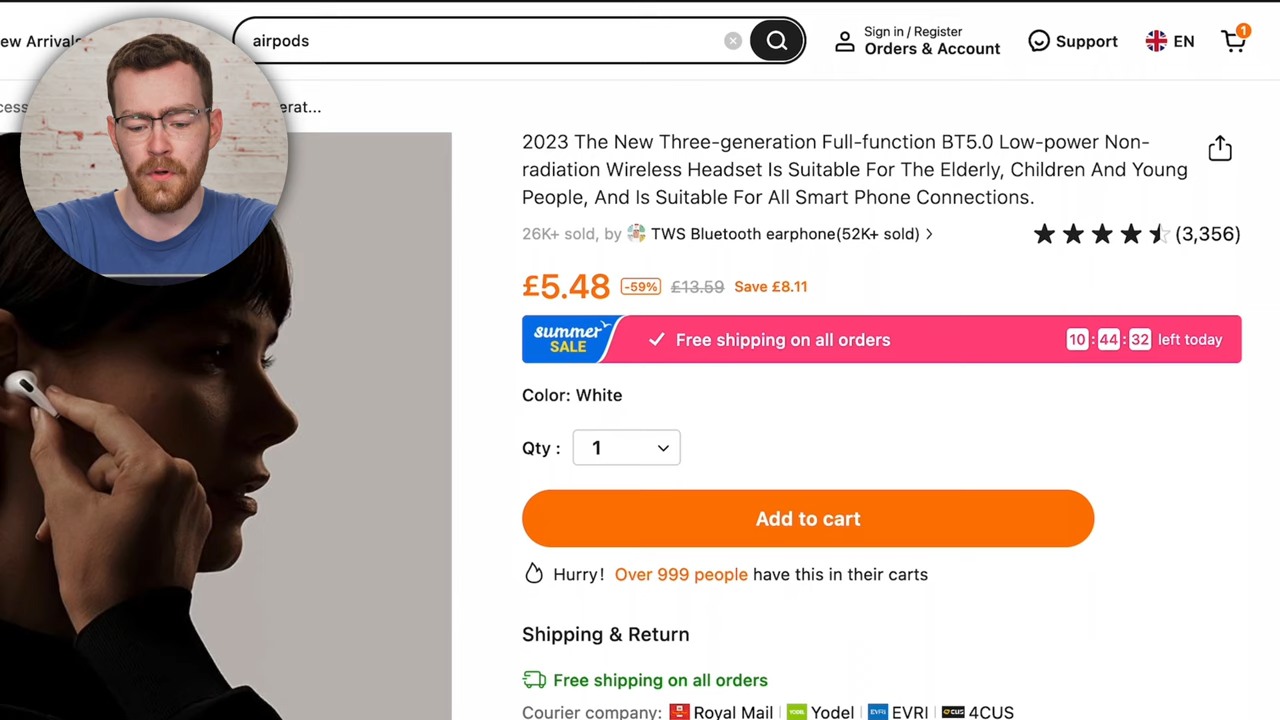 ew Arrivals
airpods
Sign in / Register
Orders & Account
Support
EN
1
cess
erat...
2023 The New Three-generation Full-function BT5.0 Low-power Non-
radiation Wireless Headset Is Suitable For The Elderly, Children And Young
People, And Is Suitable For All Smart Phone Connections.
26K+ sold, by TWS Bluetooth earphone(52K+ sold) >
(3,356)
£5.48 -59% £13.59 Save £8.11
summer
SALE
Free shipping on all orders
10 : 44 : 32 left today
Color: White
Qty : 1
Add to cart
Hurry! Over 999 people have this in their carts
Shipping & Return
Free shipping on all orders
Courier company: Royal Mail | YODEL Yodel | EVRI EVRI | 4CUS 4CUS